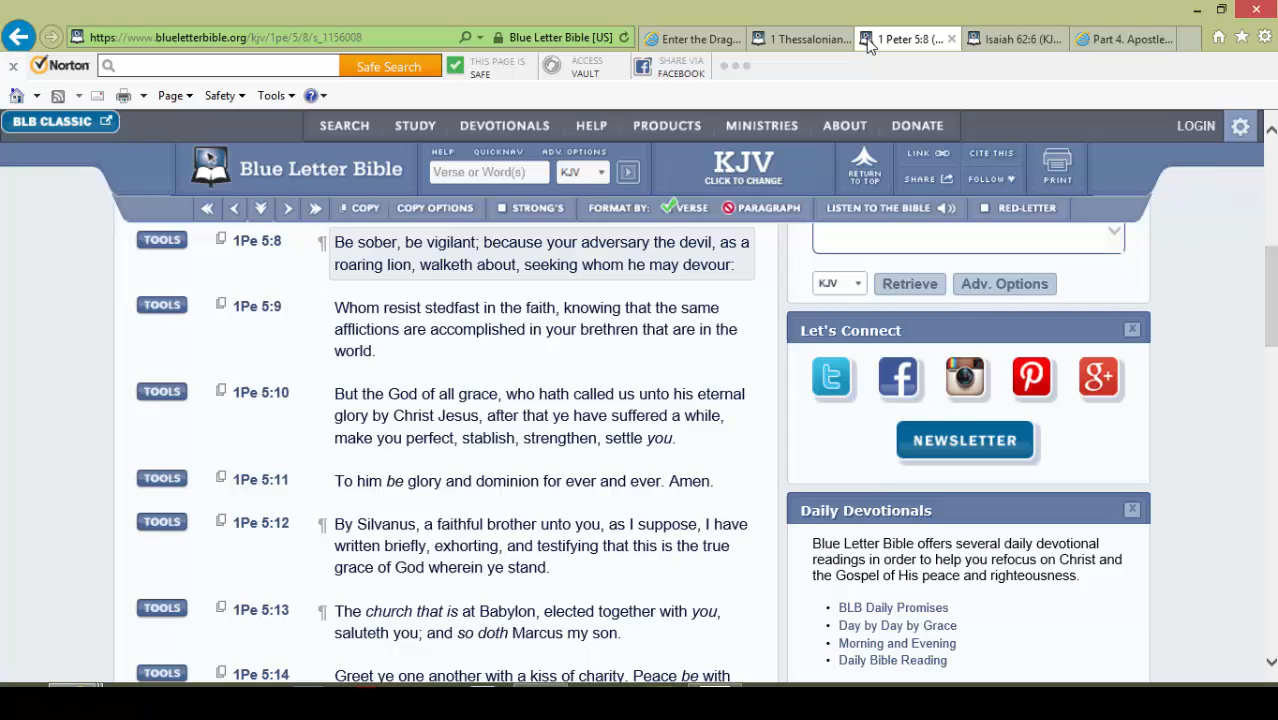 https://www.blueletterbible.org/kjv/1pe/5/8/s_1156008
Blue Letter Bible [US]
Enter the Drag...
1 Thessalonian...
1 Peter 5:8 (...
Isaiah 62:6 (KJ...
Part 4. Apostle...
Norton
Safe Search
THIS PAGE IS SAFE
ACCESS VAULT
SHARE VIA FACEBOOK
Page
Safety
Tools
BLB CLASSIC
SEARCH STUDY DEVOTIONALS HELP PRODUCTS MINISTRIES ABOUT DONATE
LOGIN
Blue Letter Bible
HELP QUICKNAV ADV. OPTIONS
Verse or Word(s)
KJV
KJV
CLICK TO CHANGE
RETURN TO TOP
LINK
CITE THIS
SHARE
FOLLOW
PRINT
COPY
COPY OPTIONS
STRONG'S
FORMAT BY:
VERSE
PARAGRAPH
LISTEN TO THE BIBLE
RED-LETTER
TOOLS 1Pe 5:8 ¶ Be sober, be vigilant; because your adversary the devil, as a
roaring lion, walketh about, seeking whom he may devour:
TOOLS 1Pe 5:9 Whom resist stedfast in the faith, knowing that the same
afflictions are accomplished in your brethren that are in the
world.
TOOLS 1Pe 5:10 But the God of all grace, who hath called us unto his eternal
glory by Christ Jesus, after that ye have suffered a while,
make you perfect, stablish, strengthen, settle you.
TOOLS 1Pe 5:11 To him be glory and dominion for ever and ever. Amen.
TOOLS 1Pe 5:12 ¶ By Silvanus, a faithful brother unto you, as I suppose, I have
written briefly, exhorting, and testifying that this is the true
grace of God wherein ye stand.
TOOLS 1Pe 5:13 ¶ The church that is at Babylon, elected together with you,
saluteth you; and so doth Marcus my son.
TOOLS 1Pe 5:14 Greet ye one another with a kiss of charity. Peace be with
KJV
Retrieve
Adv. Options
Let's Connect
NEWSLETTER
Daily Devotionals
Blue Letter Bible offers several daily devotional
readings in order to help you refocus on Christ and
the Gospel of His peace and righteousness.
• BLB Daily Promises
• Day by Day by Grace
• Morning and Evening
• Daily Bible Reading